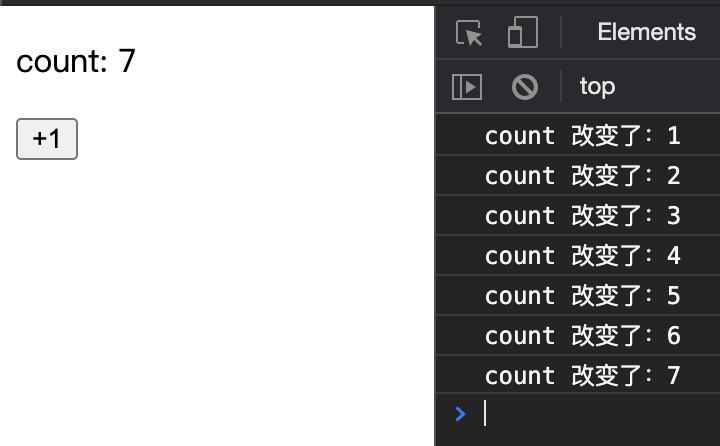 count: 7
+1
Elements
top
count 改变了：1
count 改变了：2
count 改变了：3
count 改变了：4
count 改变了：5
count 改变了：6
count 改变了：7